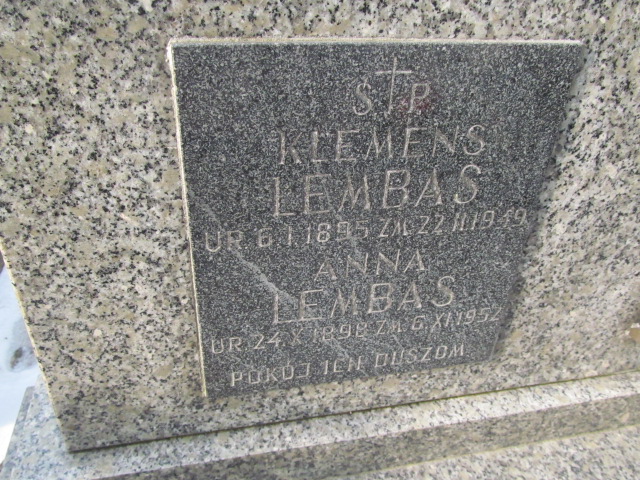 Ś†P
KLEMENS
LEMBAS
UR 6.I.1895 ZM. 22.II.1949
ANNA
LEMBAS
UR. 24.X.1898 ZM. 6.XI.1952
POKÓJ ICH DUSZOM